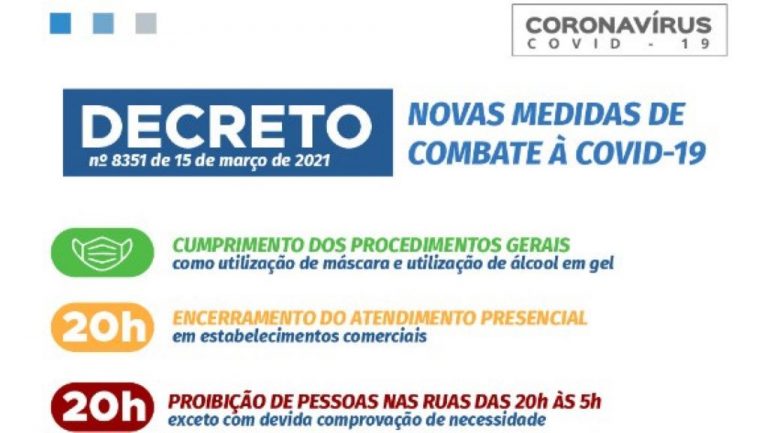 CORONAVÍRUS
COVID - 19
DECRETO
nº 8351 de 15 de março de 2021
NOVAS MEDIDAS DE
COMBATE À COVID-19
CUMPRIMENTO DOS PROCEDIMENTOS GERAIS
como utilização de máscara e utilização de álcool em gel
20h
ENCERRAMENTO DO ATENDIMENTO PRESENCIAL
em estabelecimentos comerciais
20h
PROIBIÇÃO DE PESSOAS NAS RUAS DAS 20h ÀS 5h
exceto com devida comprovação de necessidade